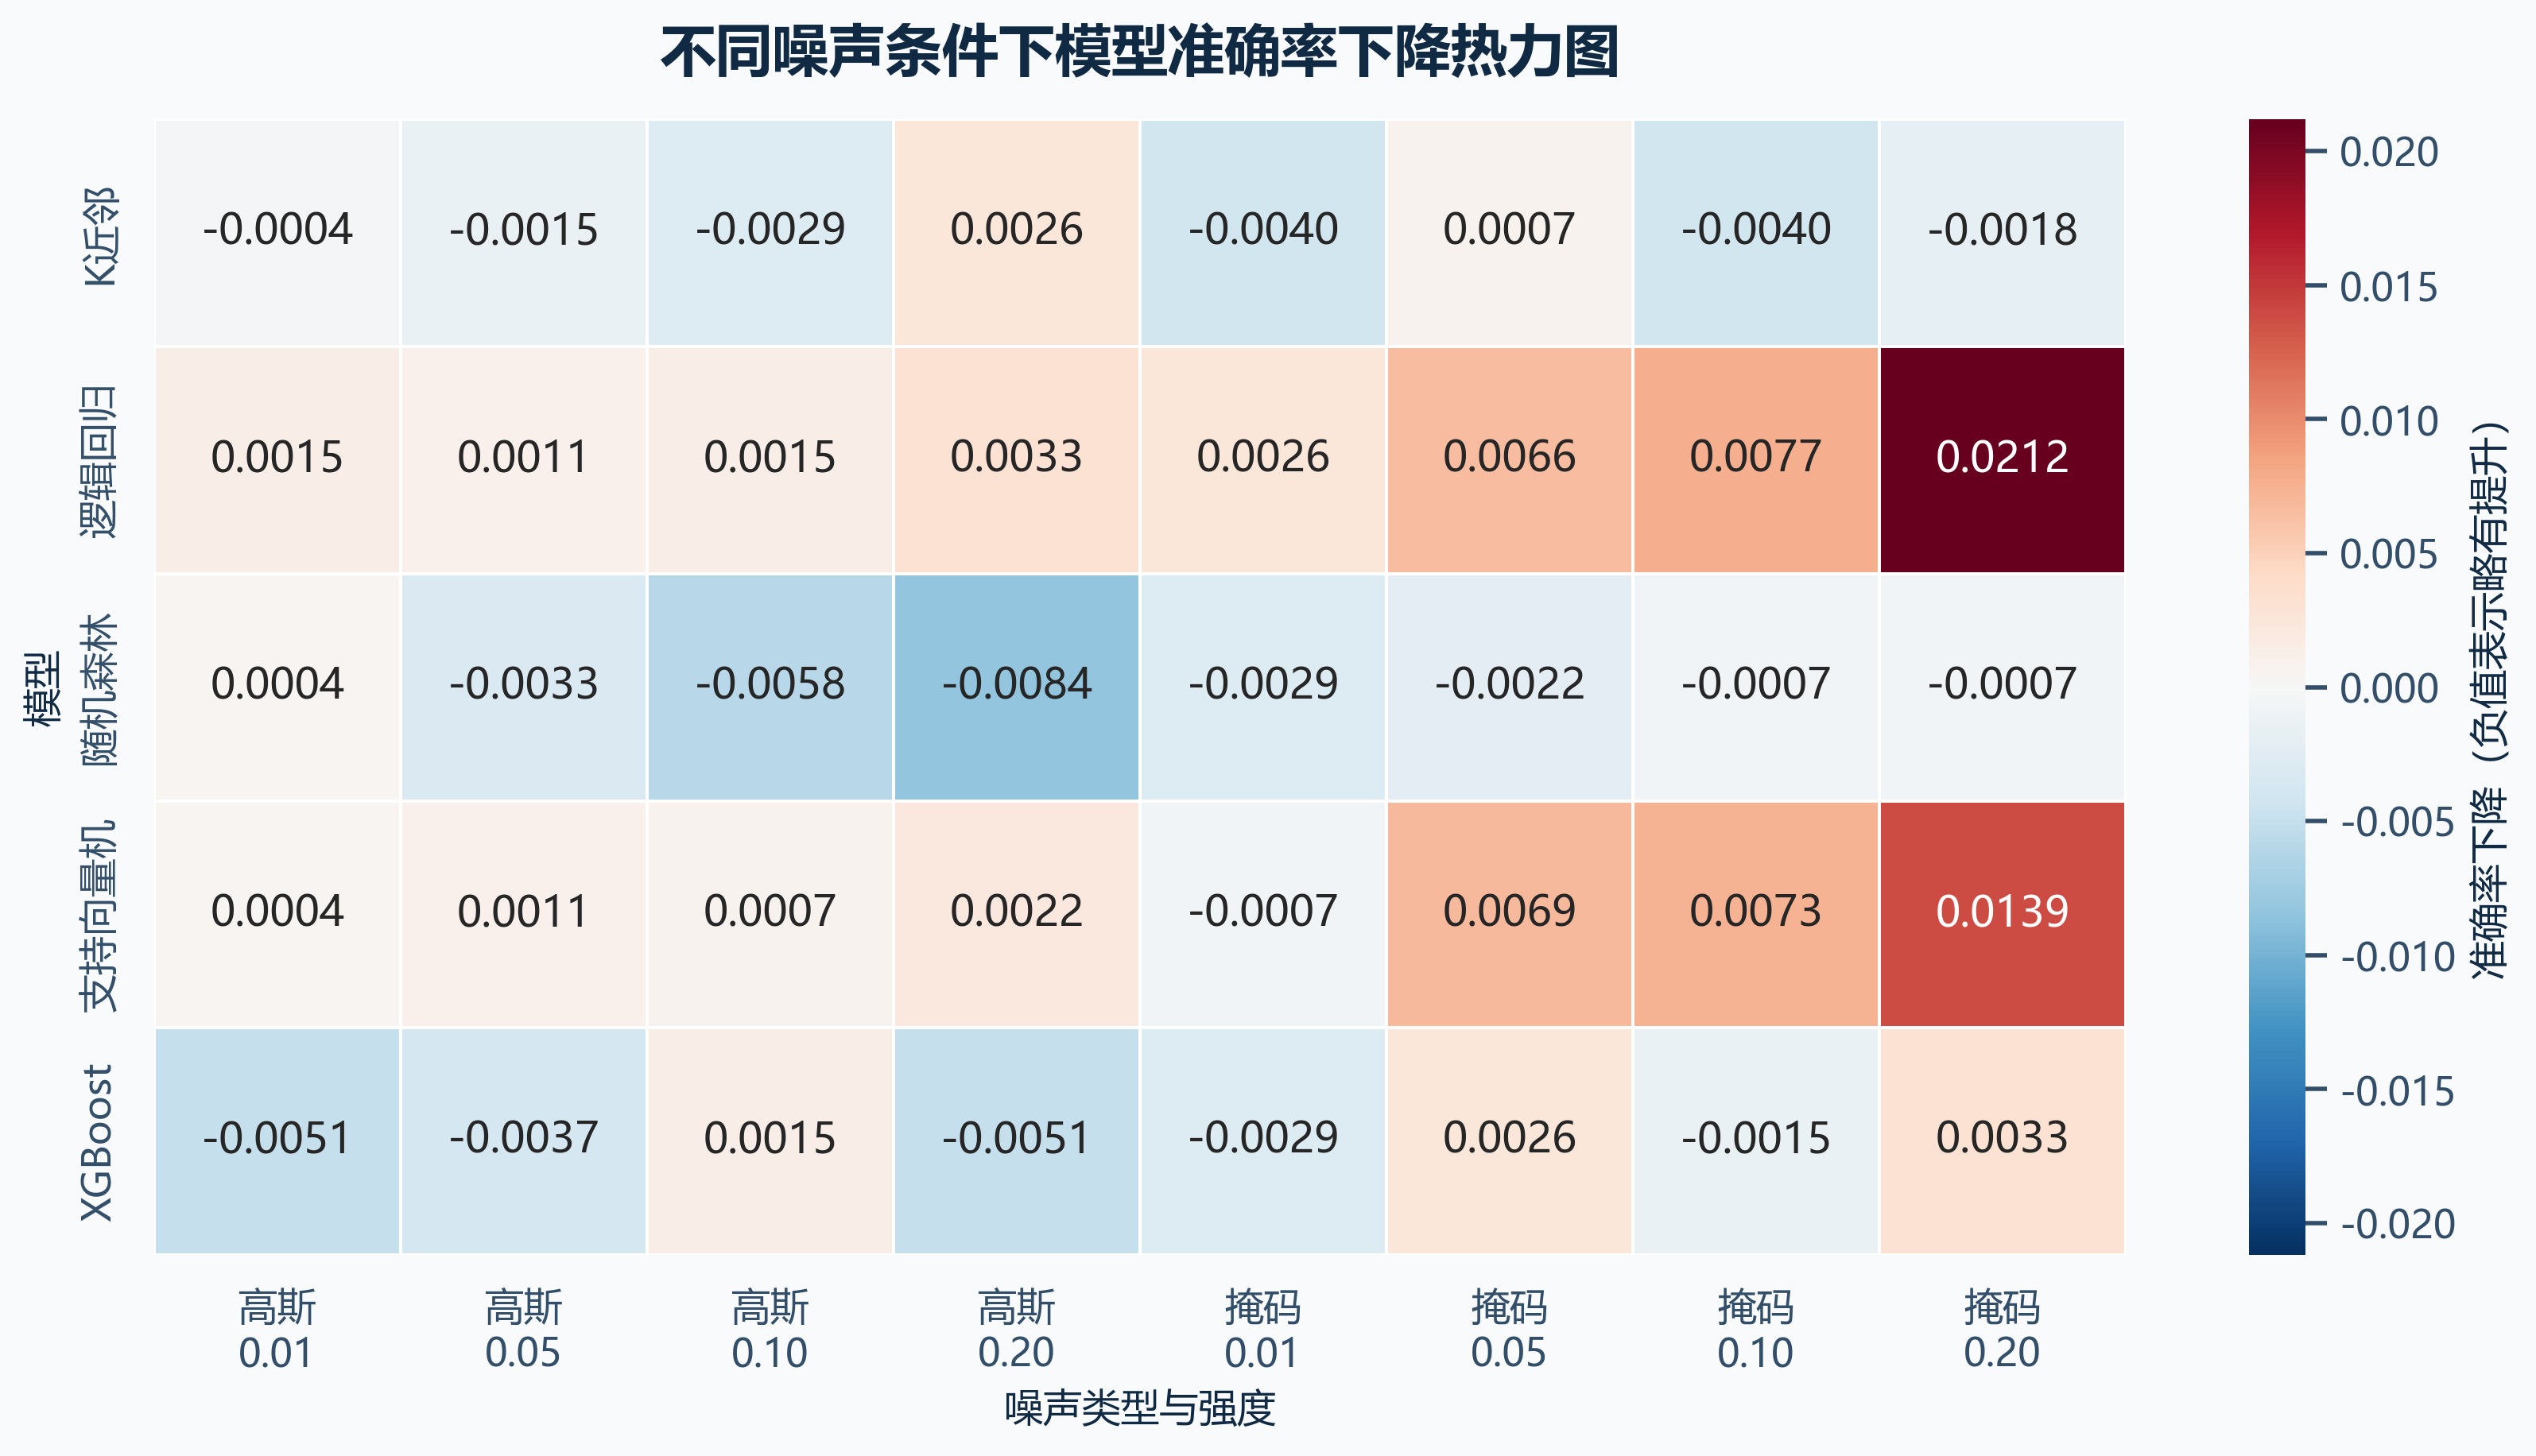 不同噪声条件下模型准确率下降热力图
模型
K近邻
-0.0004 -0.0015 -0.0029 0.0026 -0.0040 0.0007 -0.0040 -0.0018
逻辑回归
0.0015 0.0011 0.0015 0.0033 0.0026 0.0066 0.0077 0.0212
随机森林
0.0004 -0.0033 -0.0058 -0.0084 -0.0029 -0.0022 -0.0007 -0.0007
支持向量机
0.0004 0.0011 0.0007 0.0022 -0.0007 0.0069 0.0073 0.0139
XGBoost
-0.0051 -0.0037 0.0015 -0.0051 -0.0029 0.0026 -0.0015 0.0033
高斯 高斯 高斯 高斯 掩码 掩码 掩码 掩码
0.01 0.05 0.10 0.20 0.01 0.05 0.10 0.20
噪声类型与强度
0.020
0.015
0.010
0.005
0.000
-0.005
-0.010
-0.015
-0.020
准确率下降（负值表示略有提升）